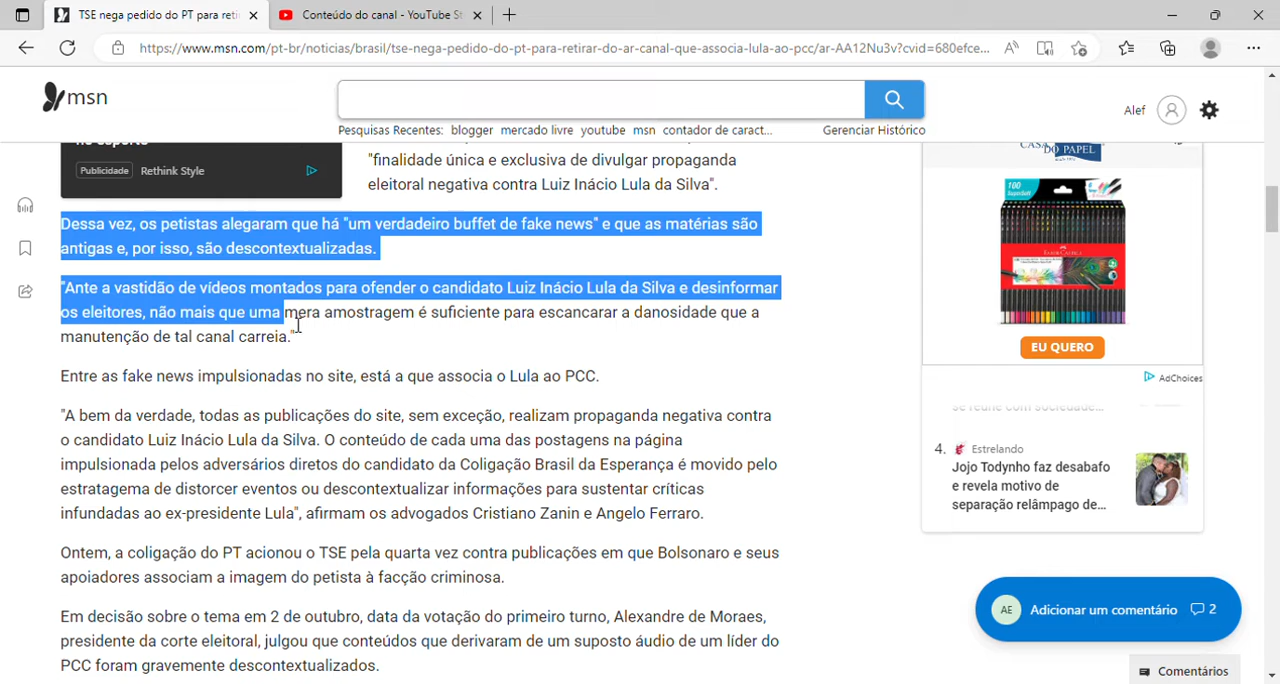 TSE nega pedido do PT para reti
Conteúdo do canal - YouTube St
https://www.msn.com/pt-br/noticias/brasil/tse-nega-pedido-do-pt-para-retirar-do-ar-canal-que-associa-lula-ao-pcc/ar-AA12Nu3v?cvid=680efce...
msn
Alef
Pesquisas Recentes: blogger mercado livre youtube msn contador de caract...
Gerenciar Histórico
Publicidade Rethink Style
"finalidade única e exclusiva de divulgar propaganda
eleitoral negativa contra Luiz Inácio Lula da Silva".
Dessa vez, os petistas alegaram que há "um verdadeiro buffet de fake news" e que as matérias são
antigas e, por isso, são descontextualizadas.
"Ante a vastidão de vídeos montados para ofender o candidato Luiz Inácio Lula da Silva e desinformar
os eleitores, não mais que uma mera amostragem é suficiente para escancarar a danosidade que a
manutenção de tal canal carreia."
Entre as fake news impulsionadas no site, está a que associa o Lula ao PCC.
"A bem da verdade, todas as publicações do site, sem exceção, realizam propaganda negativa contra
o candidato Luiz Inácio Lula da Silva. O conteúdo de cada uma das postagens na página
impulsionada pelos adversários diretos do candidato da Coligação Brasil da Esperança é movido pelo
estratagema de distorcer eventos ou descontextualizar informações para sustentar críticas
infundadas ao ex-presidente Lula", afirmam os advogados Cristiano Zanin e Angelo Ferraro.
Ontem, a coligação do PT acionou o TSE pela quarta vez contra publicações em que Bolsonaro e seus
apoiadores associam a imagem do petista à facção criminosa.
Em decisão sobre o tema em 2 de outubro, data da votação do primeiro turno, Alexandre de Moraes,
presidente da corte eleitoral, julgou que conteúdos que derivaram de um suposto áudio de um líder do
PCC foram gravemente descontextualizados.
CASA
DO PAPEL
100
Supersoft
Faber-Castell
EU QUERO
AdChoices
se reúne com sociedade...
4. Estrelando
Jojo Todynho faz desabafo
e revela motivo de
separação relâmpago de...
AE Adicionar um comentário 2
Comentários